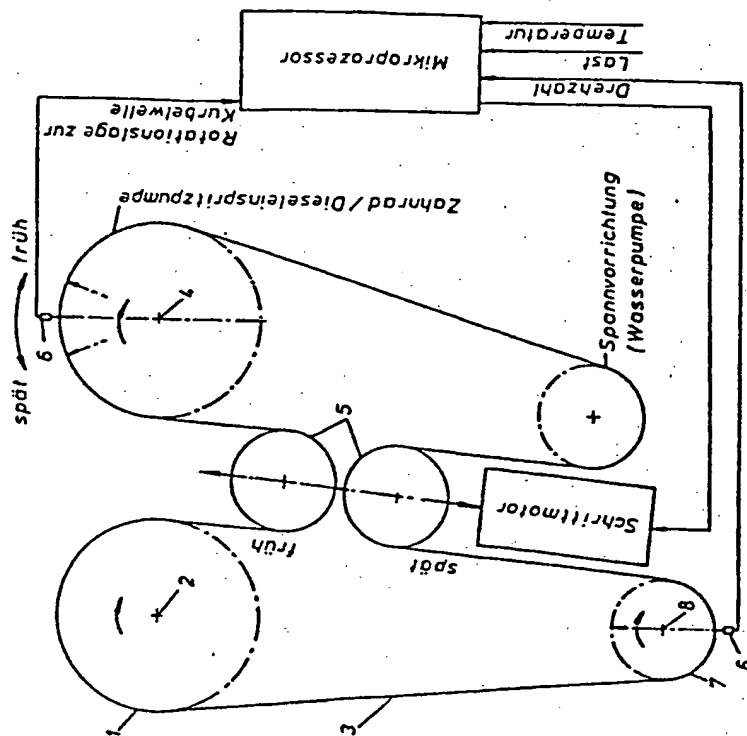 spät
früh
6
Rotationslage zur
Kurbelwelle
Mikroprozessor
Drehzahl
Last
Temperatur
Zahnrad/Dieseleinspritzpumpe
4
1
2
3
5
früh
spät
Schrittmotor
Spannvorrichtung
(Wasserpumpe)
7
8
6